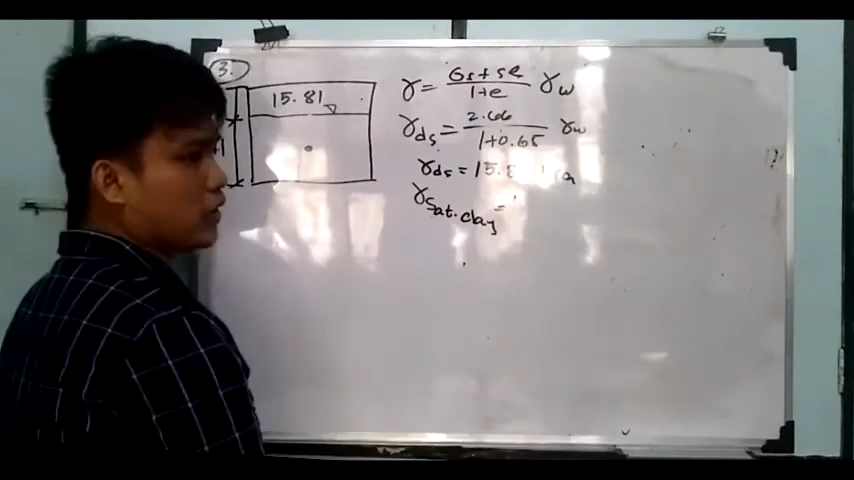 3.
15.81
γ = Gs+se / 1+e γw
γds = 2.66 / 1+0.65 γw
γds = 15.8
γsat.clay =